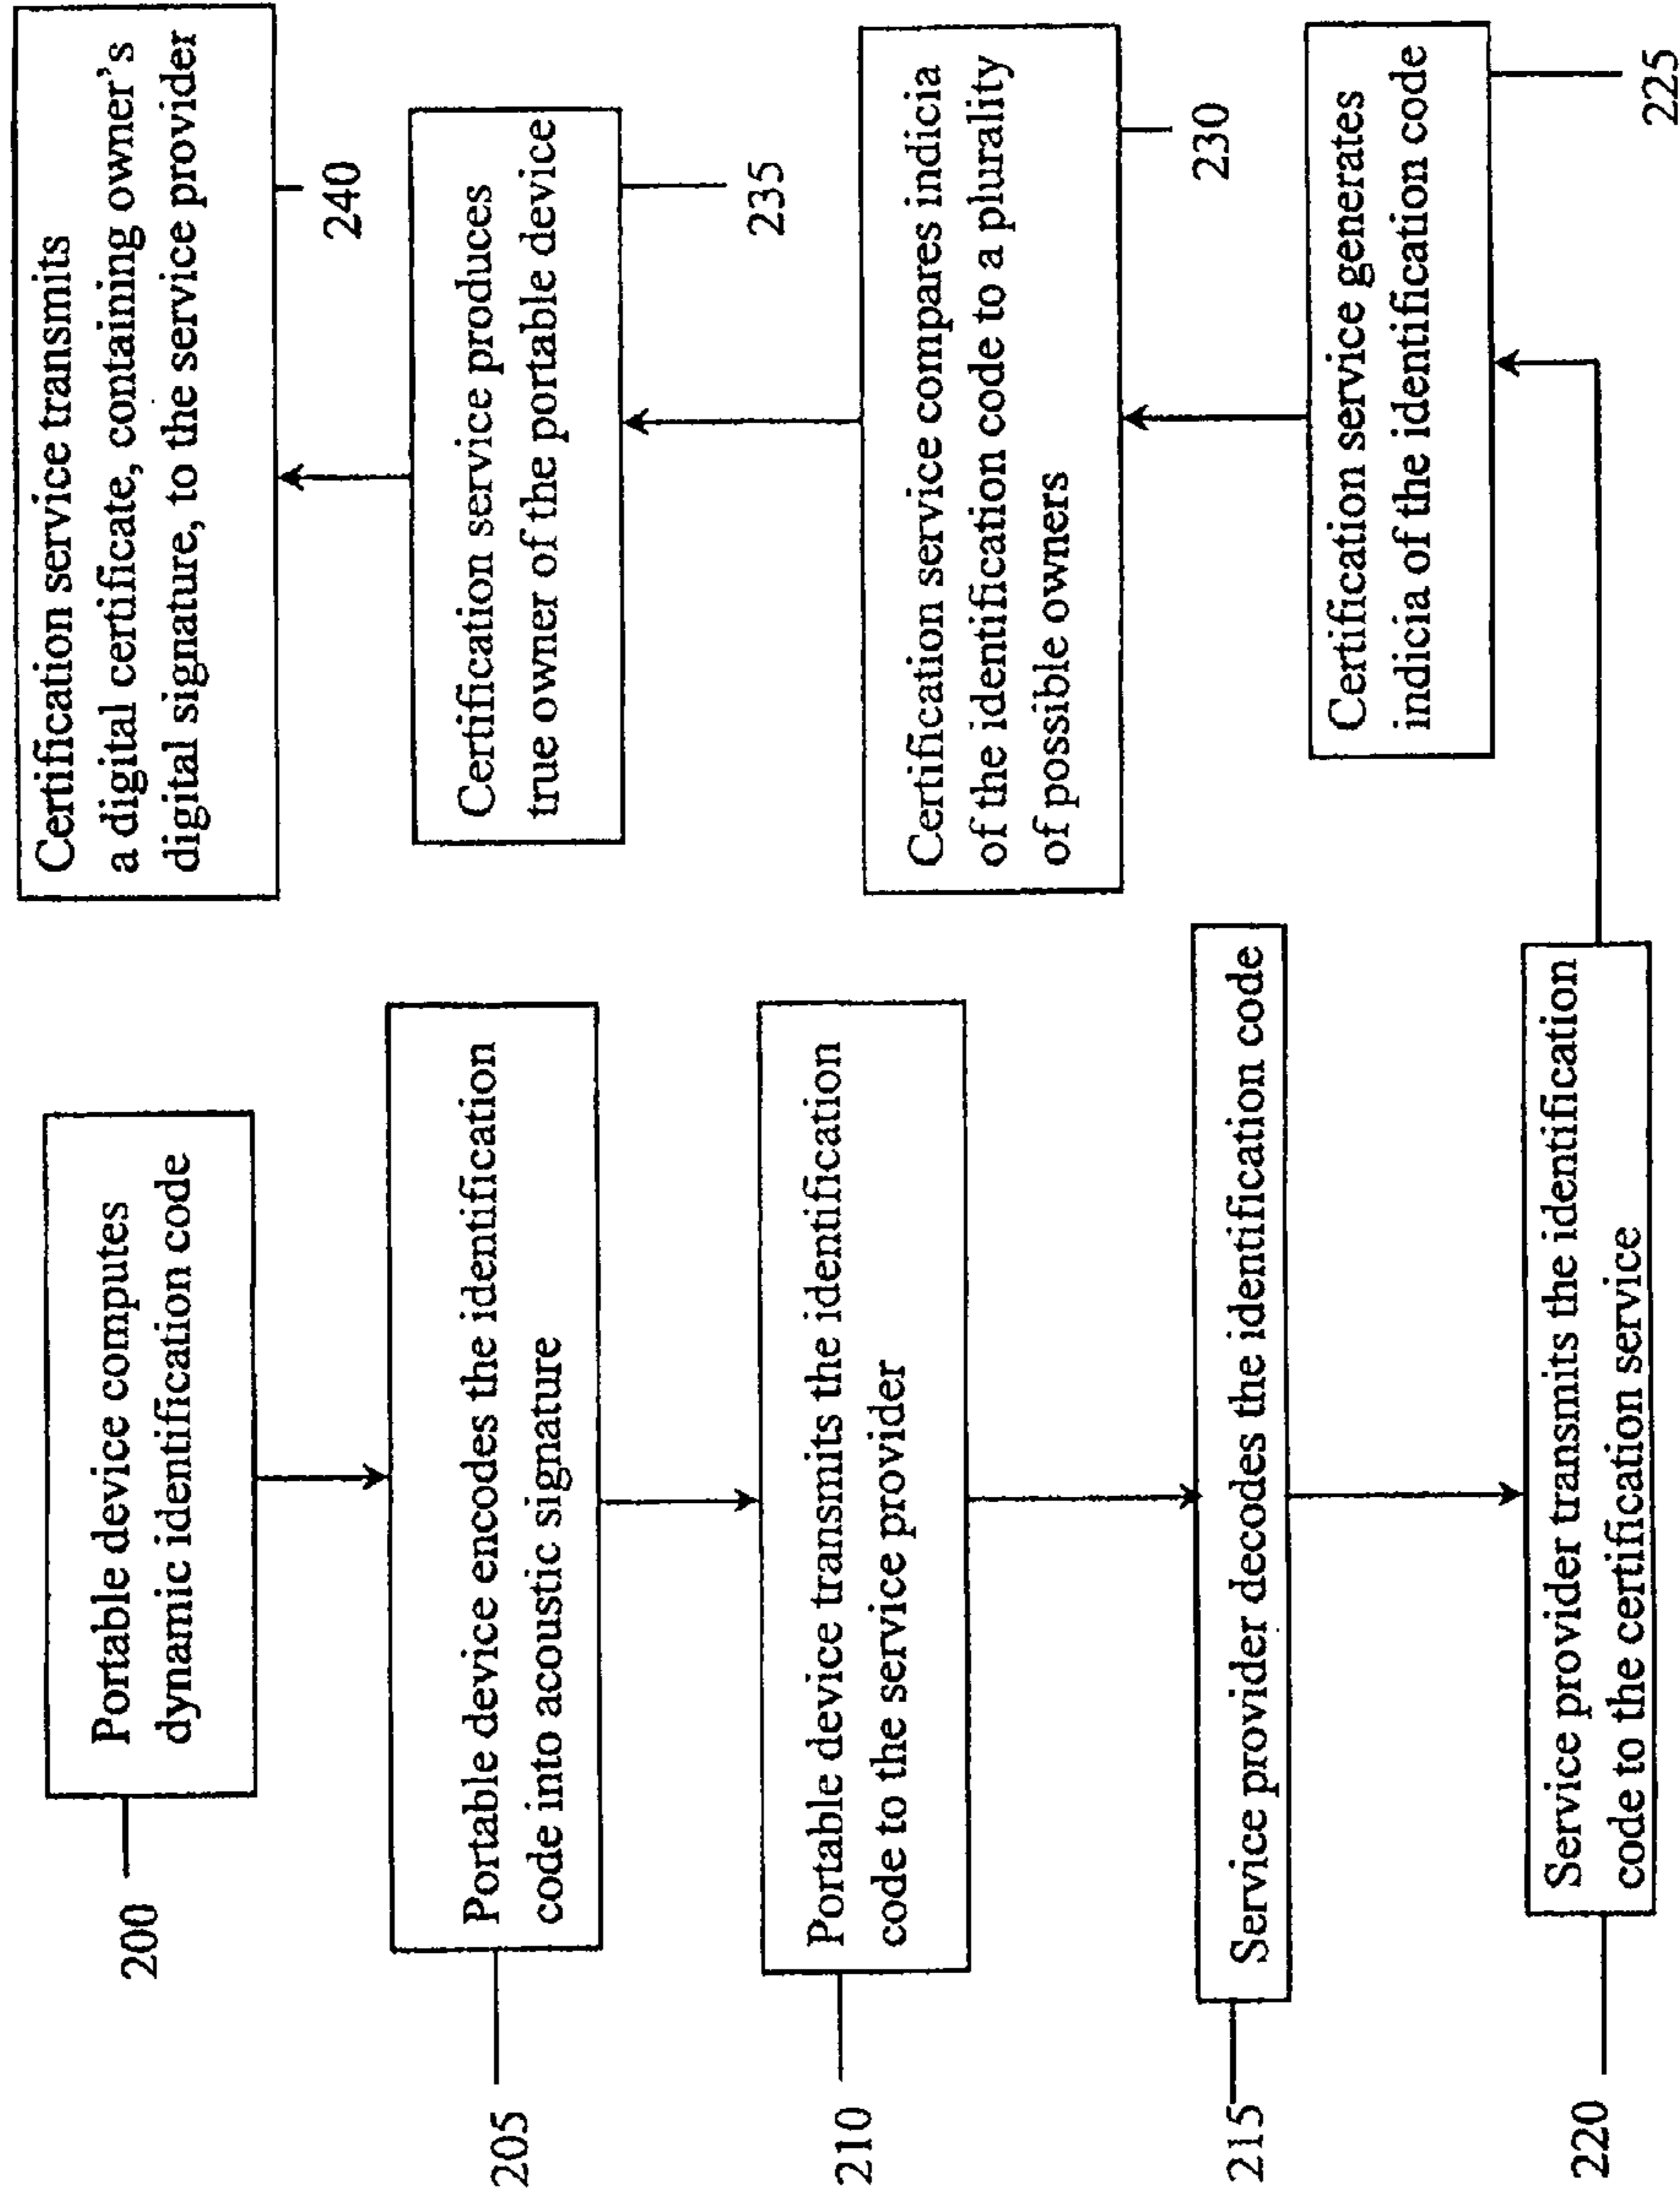 200
Portable device computes
dynamic identification code
205
Portable device encodes the identification
code into acoustic signature
210
Portable device transmits the identification
code to the service provider
215
Service provider decodes the identification code
220
Service provider transmits the identification
code to the certification service
Certification service generates
indicia of the identification code
225
Certification service compares indicia
of the identification code to a plurality
of possible owners
230
Certification service produces
true owner of the portable device
235
Certification service transmits
a digital certificate, containing owner's
digital signature, to the service provider
240